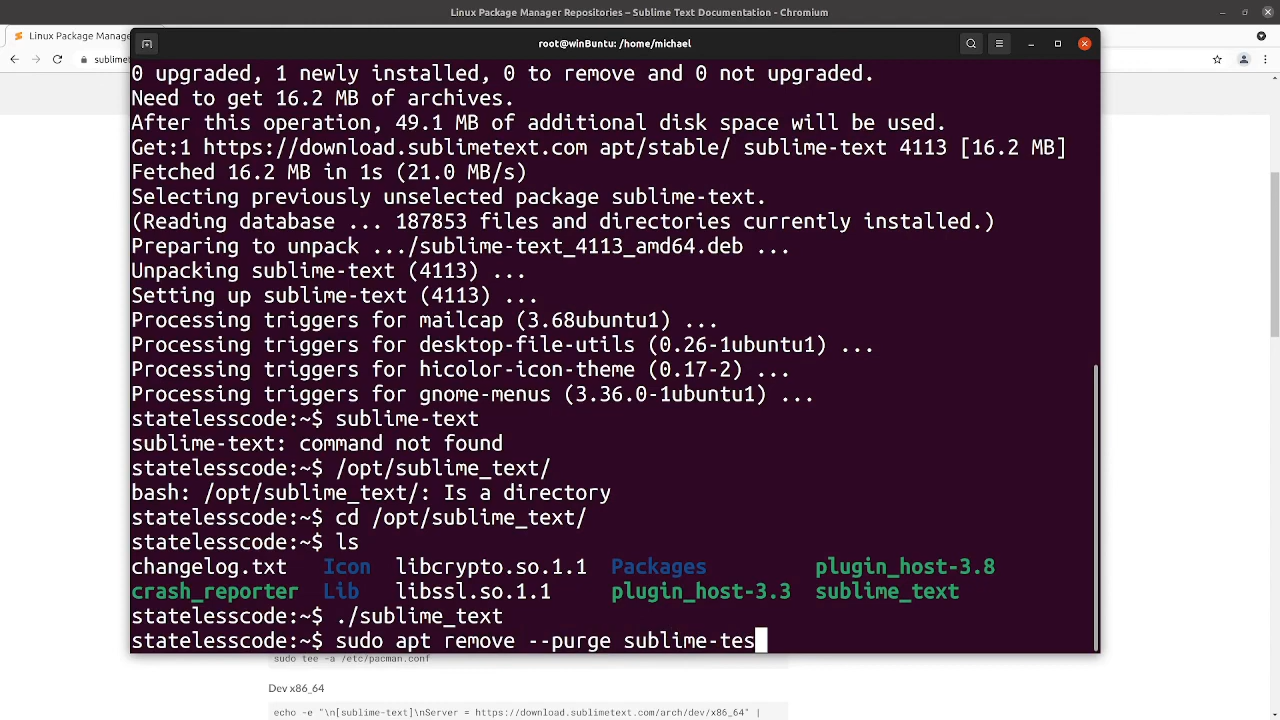 Linux Package Manager Repositories – Sublime Text Documentation - Chromium
Linux Package Mana
sublimet
root@winBuntu: /home/michael
0 upgraded, 1 newly installed, 0 to remove and 0 not upgraded.
Need to get 16.2 MB of archives.
After this operation, 49.1 MB of additional disk space will be used.
Get:1 https://download.sublimetext.com apt/stable/ sublime-text 4113 [16.2 MB]
Fetched 16.2 MB in 1s (21.0 MB/s)
Selecting previously unselected package sublime-text.
(Reading database ... 187853 files and directories currently installed.)
Preparing to unpack .../sublime-text_4113_amd64.deb ...
Unpacking sublime-text (4113) ...
Setting up sublime-text (4113) ...
Processing triggers for mailcap (3.68ubuntu1) ...
Processing triggers for desktop-file-utils (0.26-1ubuntu1) ...
Processing triggers for hicolor-icon-theme (0.17-2) ...
Processing triggers for gnome-menus (3.36.0-1ubuntu1) ...
statelesscode:~$ sublime-text
sublime-text: command not found
statelesscode:~$ /opt/sublime_text/
bash: /opt/sublime_text/: Is a directory
statelesscode:~$ cd /opt/sublime_text/
statelesscode:~$ ls
changelog.txt Icon libcrypto.so.1.1 Packages plugin_host-3.8
crash_reporter Lib libssl.so.1.1 plugin_host-3.3 sublime_text
statelesscode:~$ ./sublime_text
statelesscode:~$ sudo apt remove --purge sublime-tes
sudo tee -a /etc/pacman.conf
Dev x86_64
echo -e "\n[sublime-text]\nServer = https://download.sublimetext.com/arch/dev/x86_64" |